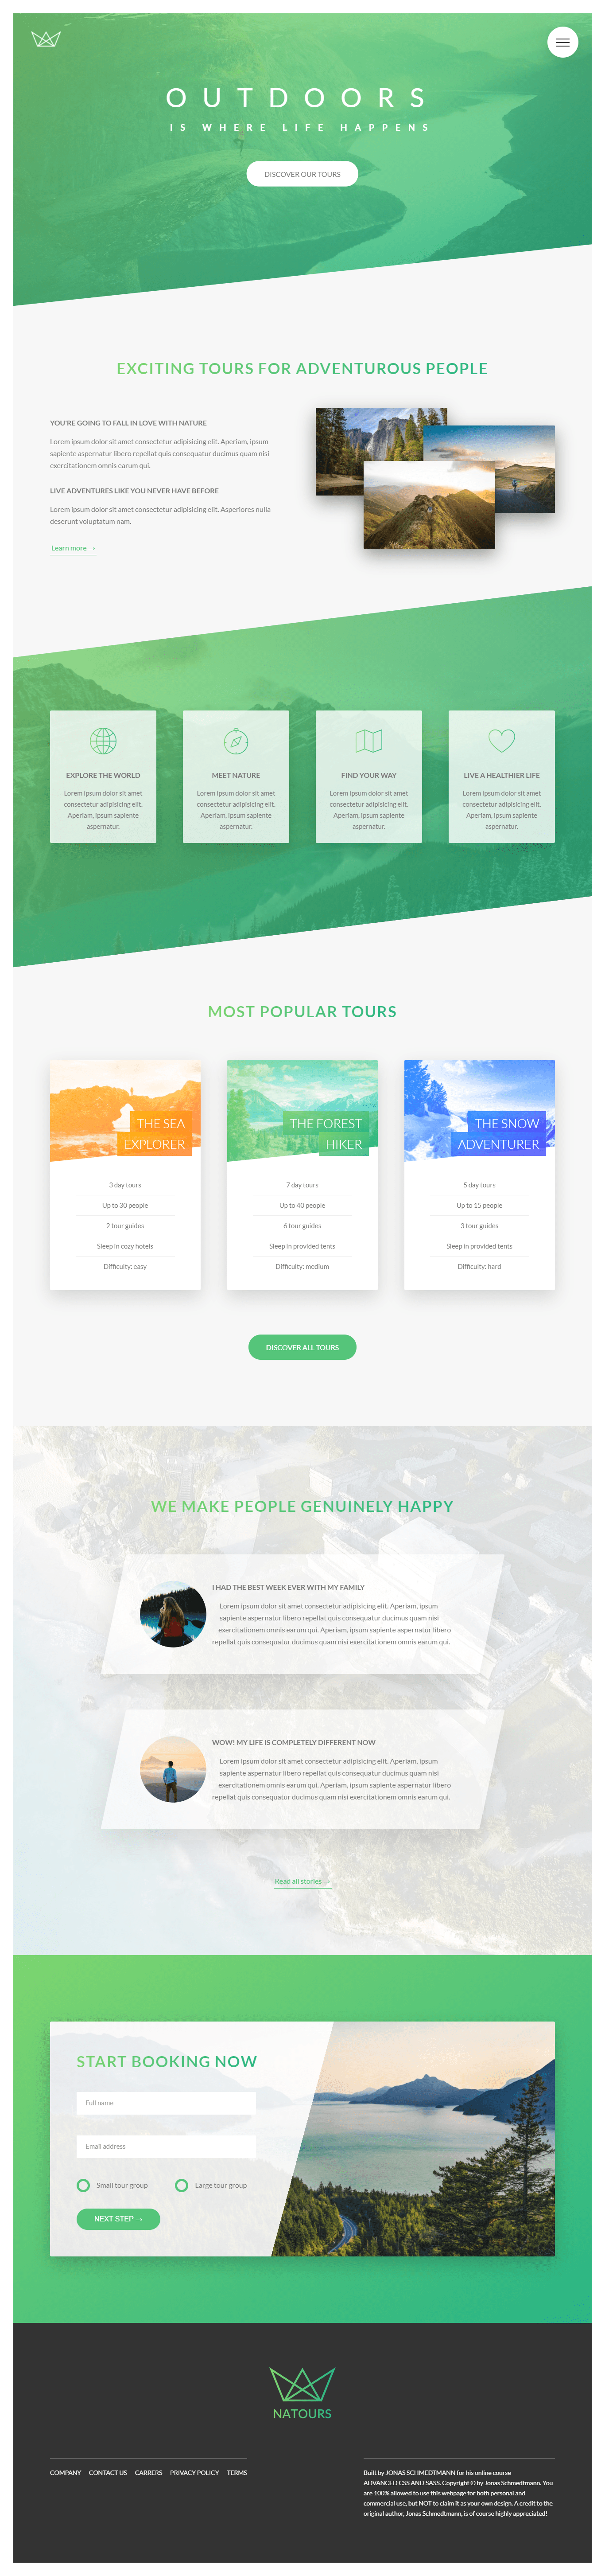 OUTDOORS
IS WHERE LIFE HAPPENS
DISCOVER OUR TOURS
EXCITING TOURS FOR ADVENTUROUS PEOPLE
YOU'RE GOING TO FALL IN LOVE WITH NATURE
Lorem ipsum dolor sit amet consectetur adipisicing elit. Aperiam, ipsum
sapiente aspernatur libero repellat quis consequatur ducimus quam nisi
exercitationem omnis earum qui.
LIVE ADVENTURES LIKE YOU NEVER HAVE BEFORE
Lorem ipsum dolor sit amet consectetur adipisicing elit. Asperiores nulla
deserunt voluptatum nam.
Learn more →
EXPLORE THE WORLD
Lorem ipsum dolor sit amet
consectetur adipisicing elit.
Aperiam, ipsum sapiente
aspernatur.
MEET NATURE
Lorem ipsum dolor sit amet
consectetur adipisicing elit.
Aperiam, ipsum sapiente
aspernatur.
FIND YOUR WAY
Lorem ipsum dolor sit amet
consectetur adipisicing elit.
Aperiam, ipsum sapiente
aspernatur.
LIVE A HEALTHIER LIFE
Lorem ipsum dolor sit amet
consectetur adipisicing elit.
Aperiam, ipsum sapiente
aspernatur.
MOST POPULAR TOURS
THE SEA
EXPLORER
3 day tours
Up to 30 people
2 tour guides
Sleep in cozy hotels
Difficulty: easy
THE FOREST
HIKER
7 day tours
Up to 40 people
6 tour guides
Sleep in provided tents
Difficulty: medium
THE SNOW
ADVENTURER
5 day tours
Up to 15 people
3 tour guides
Sleep in provided tents
Difficulty: hard
DISCOVER ALL TOURS
WE MAKE PEOPLE GENUINELY HAPPY
I HAD THE BEST WEEK EVER WITH MY FAMILY
Lorem ipsum dolor sit amet consectetur adipisicing elit. Aperiam, ipsum
sapiente aspernatur libero repellat quis consequatur ducimus quam nisi
exercitationem omnis earum qui. Aperiam, ipsum sapiente aspernatur libero
repellat quis consequatur ducimus quam nisi exercitationem omnis earum qui.
WOW! MY LIFE IS COMPLETELY DIFFERENT NOW
Lorem ipsum dolor sit amet consectetur adipisicing elit. Aperiam, ipsum
sapiente aspernatur libero repellat quis consequatur ducimus quam nisi
exercitationem omnis earum qui. Aperiam, ipsum sapiente aspernatur libero
repellat quis consequatur ducimus quam nisi exercitationem omnis earum qui.
Read all stories →
START BOOKING NOW
Full name
Email address
Small tour group
Large tour group
NEXT STEP →
NATOURS
COMPANY CONTACT US CARRERS PRIVACY POLICY TERMS
Built by JONAS SCHMEDTMANN for his online course
ADVANCED CSS AND SASS. Copyright © by Jonas Schmedtmann. You
are 100% allowed to use this webpage for both personal and
commercial use, but NOT to claim it as your own design. A credit to the
original author, Jonas Schmedtmann, is of course highly appreciated!